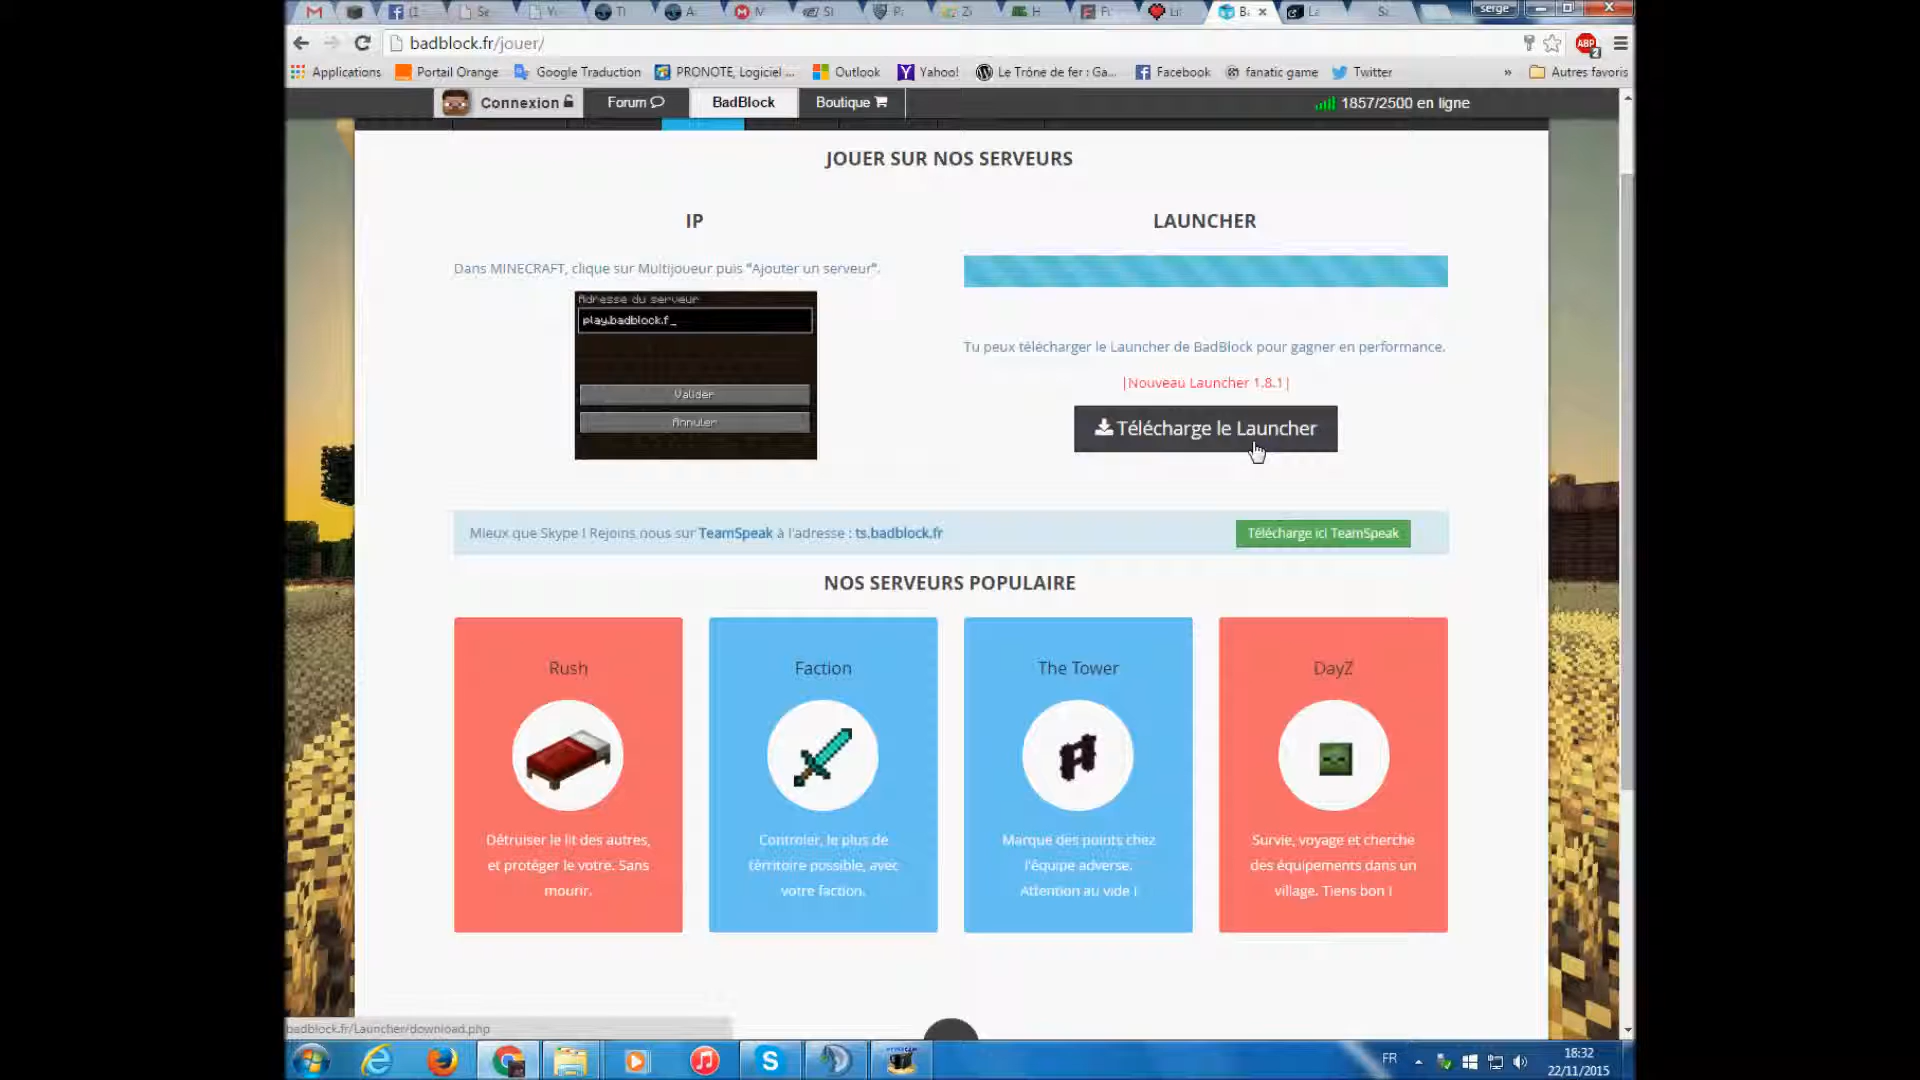 serge
badblock.fr/jouer/
ABP
Applications Portail Orange Google Traduction PRONOTE, Logiciel ... Outlook Yahoo! Le Trône de fer : Ga... Facebook fanatic game Twitter » Autres favoris
Connexion Forum BadBlock Boutique 1857/2500 en ligne
JOUER SUR NOS SERVEURS
IP
LAUNCHER
Dans MINECRAFT, clique sur Multijoueur puis "Ajouter un serveur".
Adresse du serveur
play.badblock.f_
Valider
Annuler
Tu peux télécharger le Launcher de BadBlock pour gagner en performance.
|Nouveau Launcher 1.8.1|
Télécharge le Launcher
Mieux que Skype ! Rejoins nous sur TeamSpeak à l'adresse : ts.badblock.fr
Télécharge ici TeamSpeak
NOS SERVEURS POPULAIRE
Rush
Détruiser le lit des autres,
et protéger le votre. Sans
mourir.
Faction
Controler, le plus de
térritoire possible, avec
votre faction.
The Tower
Marque des points chez
l'équipe adverse.
Attention au vide !
DayZ
Survie, voyage et cherche
des équipements dans un
village. Tiens bon !
badblock.fr/Launcher/download.php
FR
18:32
22/11/2015